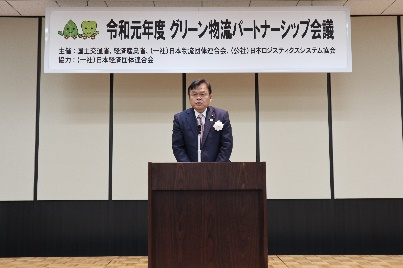 令和元年度 グリーン物流パートナーシップ会議
主催：国土交通省、経済産業省、(一社)日本物流団体連合会、(公社)日本ロジスティクスシステム協会
協力：(一社)日本経済団体連合会